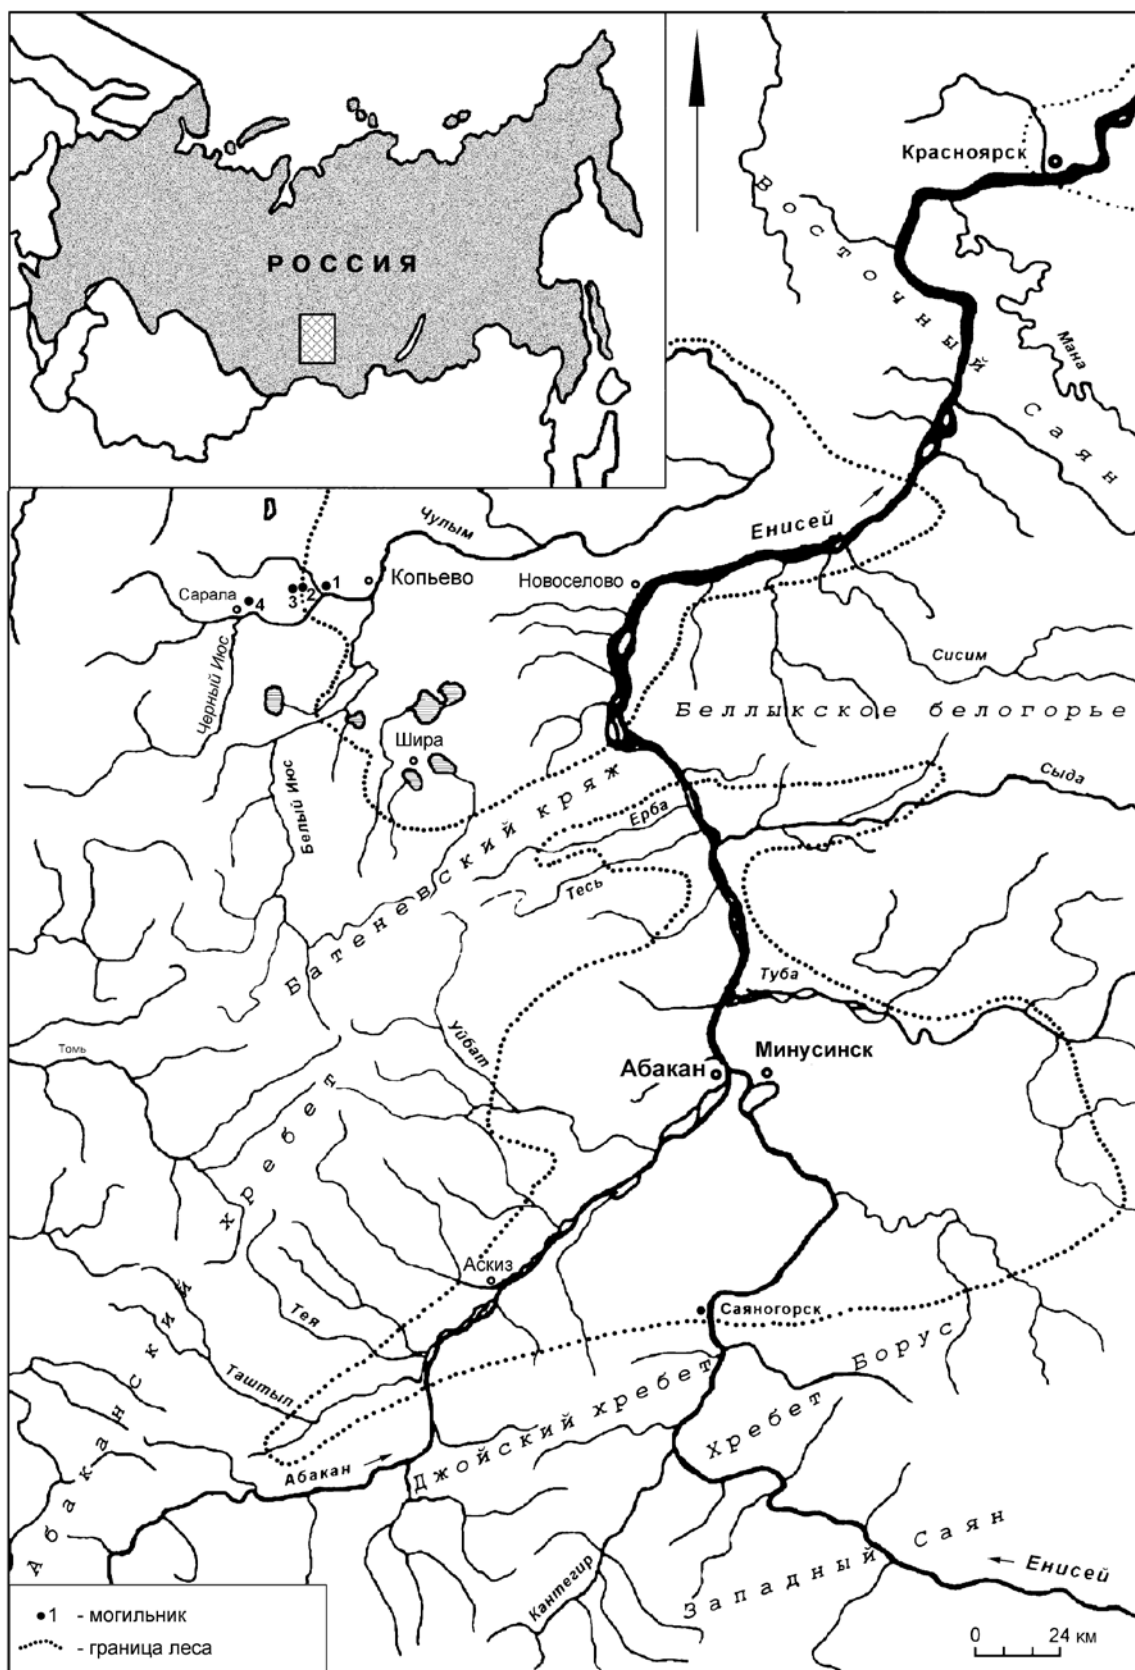 РОССИЯ
Красноярск
Восточный Саян
Мана
Енисей
Чулым
Копьево
Новоселово
Сарала
1
2
3
4
Черный Июс
Сисим
Беллыкское белогорье
Шира
Белый Июс
Сыда
Ерба
Батеневский кряж
Тесь
Туба
Уйбат
Томь
Абакан
Минусинск
Абаканский хребет
Аскиз
Тея
Саяногорск
Таштып
Джойский хребет
Хребет Борус
Абакан
Кантегир
Западный Саян
Енисей
1 - могильник
- граница леса
0 24 км